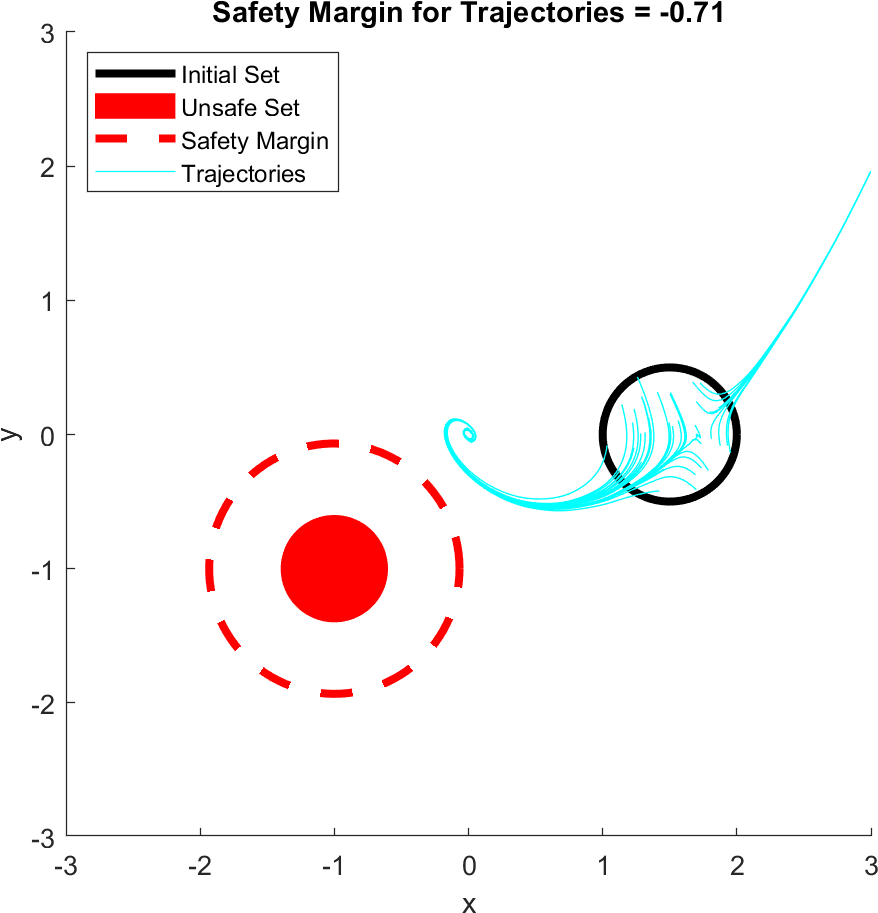 Safety Margin for Trajectories = -0.71
Initial Set
Unsafe Set
Safety Margin
Trajectories
3
2
1
0
-1
-2
-3
y
-3
-2
-1
0
1
2
3
x